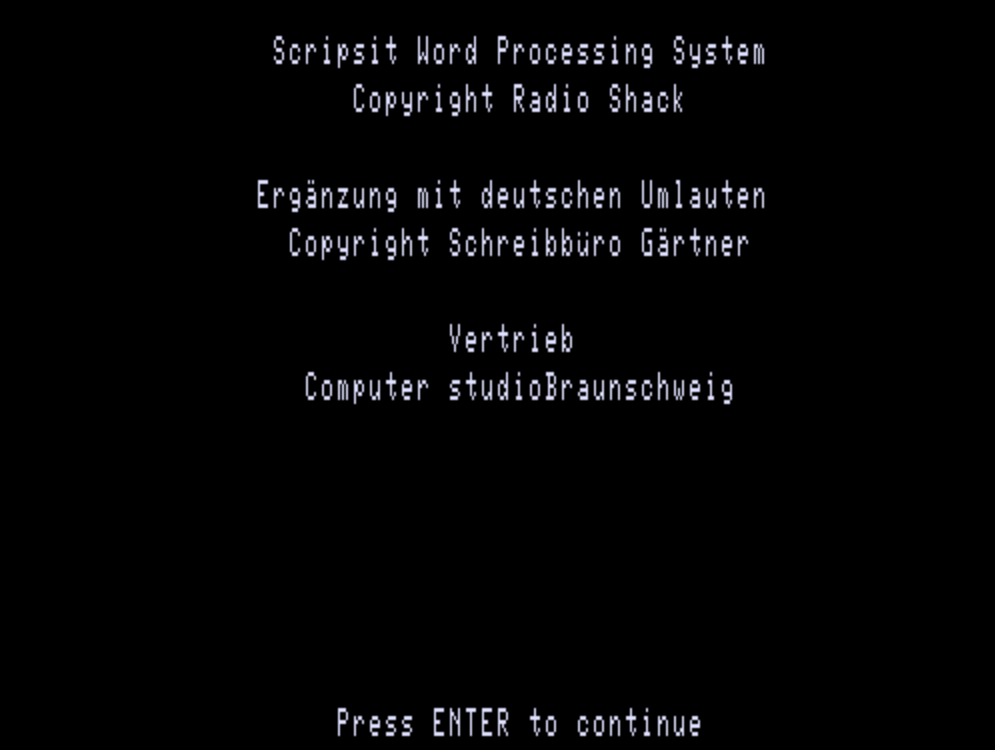 Scripsit Word Processing System
Copyright Radio Shack
Ergänzung mit deutschen Umlauten
Copyright Schreibbüro Gärtner
Vertrieb
Computer studioBraunschweig
Press ENTER to continue